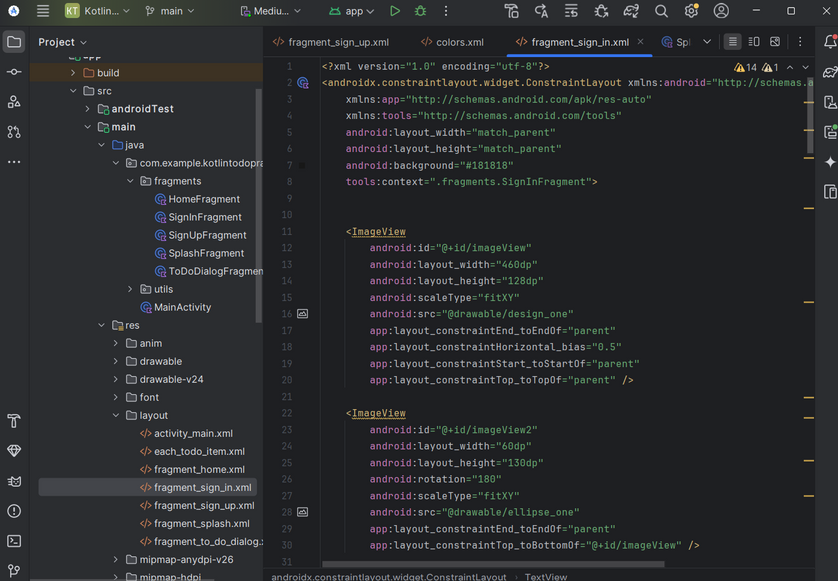 KT Kotlin... main Mediu... app
Project
fragment_sign_up.xml colors.xml fragment_sign_in.xml Spl
build
src
androidTest
main
java
com.example.kotlintodopra
fragments
HomeFragment
SignInFragment
SignUpFragment
SplashFragment
ToDoDialogFragmen
utils
MainActivity
res
anim
drawable
drawable-v24
font
layout
activity_main.xml
each_todo_item.xml
fragment_home.xml
fragment_sign_in.xml
fragment_sign_up.xml
fragment_splash.xml
fragment_to_do_dialog.
mipmap-anydpi-v26
mipmap-hdpi
14 1
1 <?xml version="1.0" encoding="utf-8"?>
2 <androidx.constraintlayout.widget.ConstraintLayout xmlns:android="http://schemas.a
3 xmlns:app="http://schemas.android.com/apk/res-auto"
4 xmlns:tools="http://schemas.android.com/tools"
5 android:layout_width="match_parent"
6 android:layout_height="match_parent"
7 android:background="#181818"
8 tools:context=".fragments.SignInFragment">
9
10
11 <ImageView
12 android:id="@+id/imageView"
13 android:layout_width="460dp"
14 android:layout_height="128dp"
15 android:scaleType="fitXY"
16 android:src="@drawable/design_one"
17 app:layout_constraintEnd_toEndOf="parent"
18 app:layout_constraintHorizontal_bias="0.5"
19 app:layout_constraintStart_toStartOf="parent"
20 app:layout_constraintTop_toTopOf="parent" />
21
22 <ImageView
23 android:id="@+id/imageView2"
24 android:layout_width="60dp"
25 android:layout_height="130dp"
26 android:rotation="180"
27 android:scaleType="fitXY"
28 android:src="@drawable/ellipse_one"
29 app:layout_constraintEnd_toEndOf="parent"
30 app:layout_constraintTop_toBottomOf="@+id/imageView" />
31
androidx.constraintlayout.widget.ConstraintLayout › TextView